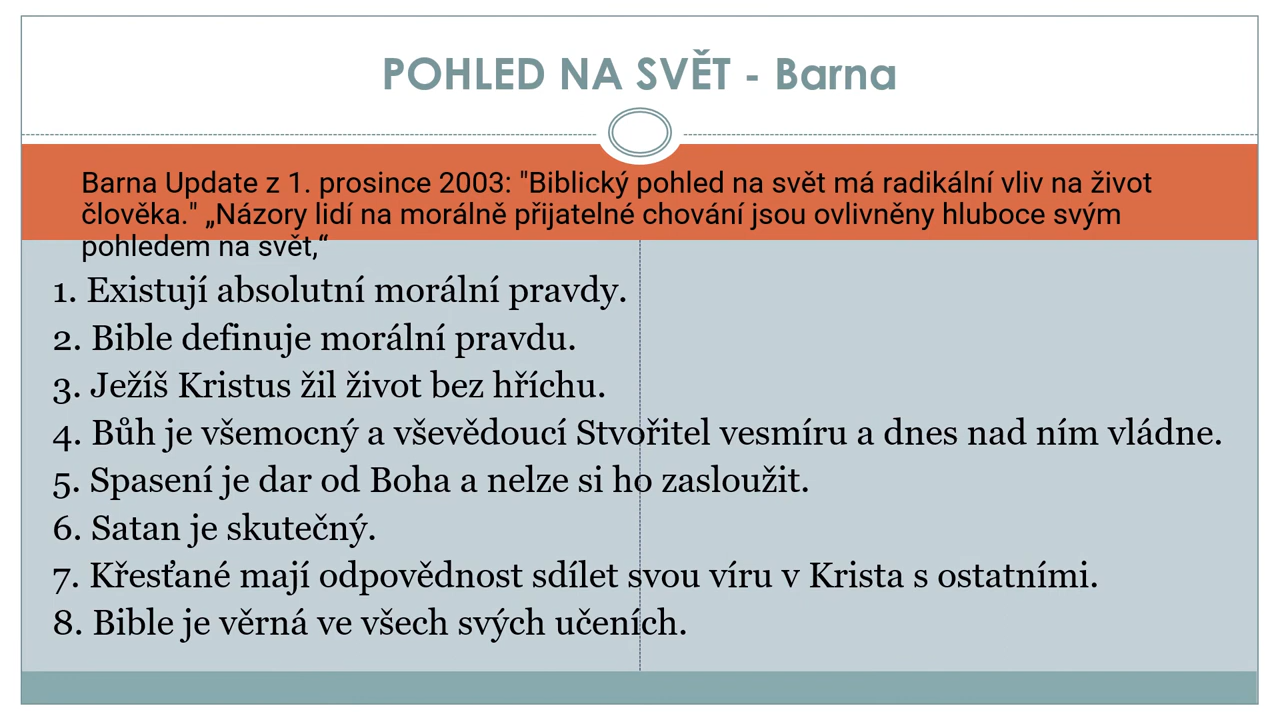 POHLED NA SVĚT - Barna
Barna Update z 1. prosince 2003: "Biblický pohled na svět má radikální vliv na život
člověka." „Názory lidí na morálně přijatelné chování jsou ovlivněny hluboce svým
pohledem na svět,“
1. Existují absolutní morální pravdy.
2. Bible definuje morální pravdu.
3. Ježíš Kristus žil život bez hříchu.
4. Bůh je všemocný a vševědoucí Stvořitel vesmíru a dnes nad ním vládne.
5. Spasení je dar od Boha a nelze si ho zasloužit.
6. Satan je skutečný.
7. Křesťané mají odpovědnost sdílet svou víru v Krista s ostatními.
8. Bible je věrná ve všech svých učeních.